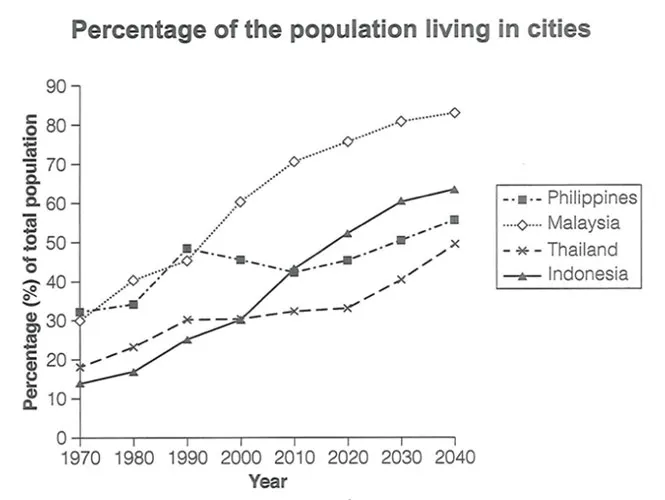 Percentage of the population living in cities
Percentage (%) of total population
90
80
70
60
50
40
30
20
10
0
1970 1980 1990 2000 2010 2020 2030 2040
Year
Philippines
Malaysia
Thailand
Indonesia